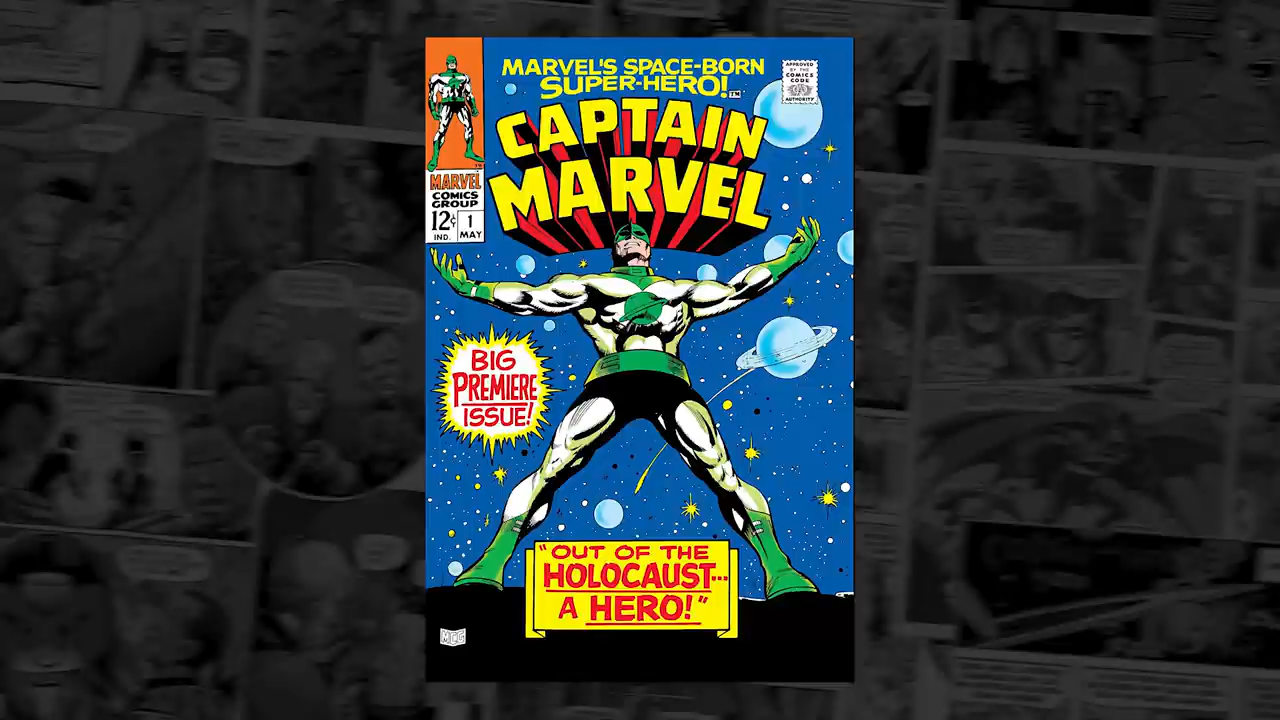 MARVEL'S SPACE-BORN
SUPER-HERO!™
CAPTAIN
MARVEL
APPROVED
BY THE
COMICS
CODE
CA
AUTHORITY
MARVEL
COMICS
GROUP
12¢
IND.
1
MAY
BIG
PREMIERE
ISSUE!
"OUT OF THE
HOLOCAUST...
A HERO!"
MCG